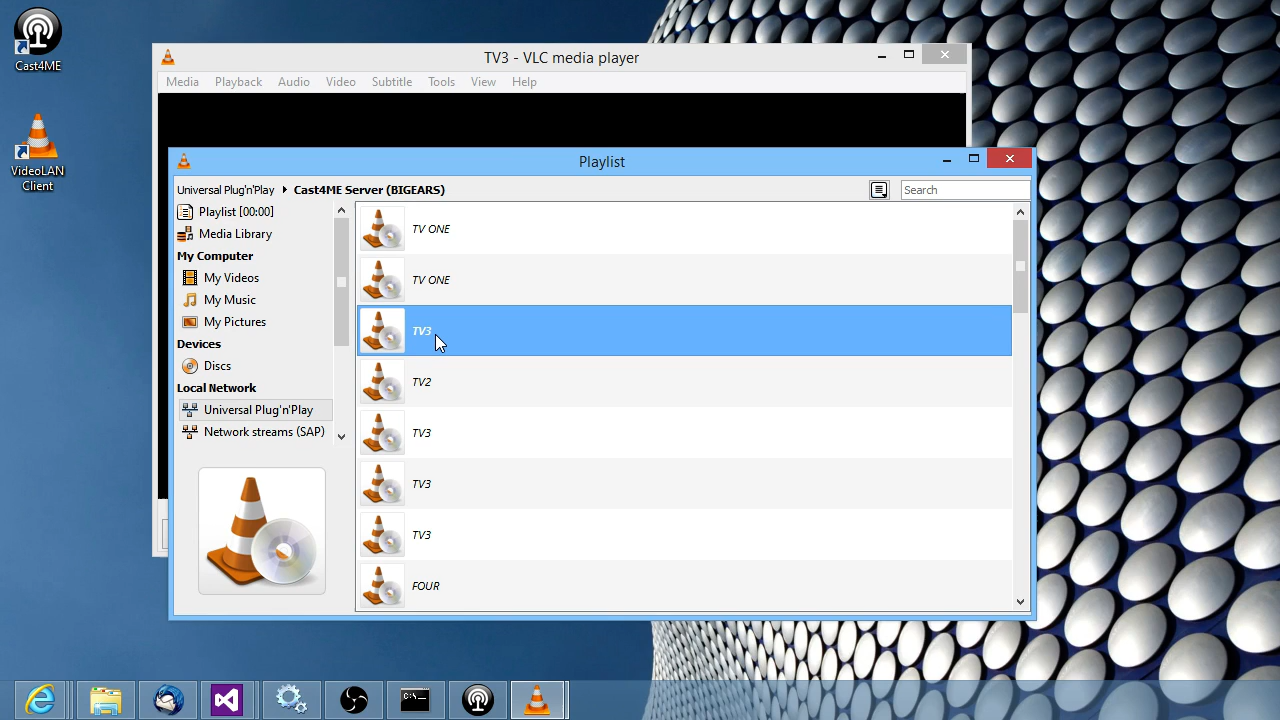 Cast4ME
VideoLAN
Client
TV3 - VLC media player
Media Playback Audio Video Subtitle Tools View Help
Playlist
Universal Plug'n'Play Cast4ME Server (BIGEARS)
Search
Playlist [00:00]
Media Library
My Computer
My Videos
My Music
My Pictures
Devices
Discs
Local Network
Universal Plug'n'Play
Network streams (SAP)
TV ONE
TV ONE
TV3
TV2
TV3
TV3
TV3
FOUR
C:\